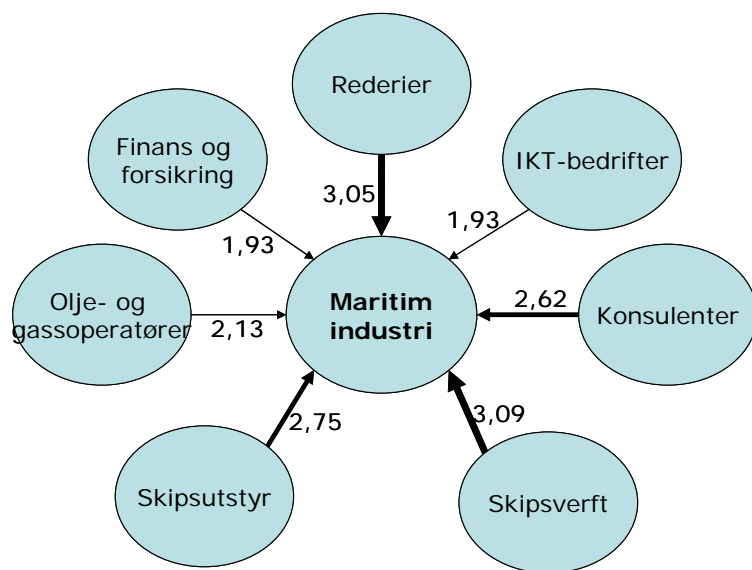 Rederier
Finans og
forsikring
IKT-bedrifter
3,05
1,93
1,93
Olje- og
gassoperatører
2,13
Maritim
industri
2,62
Konsulenter
2,75
3,09
Skipsutstyr
Skipsverft